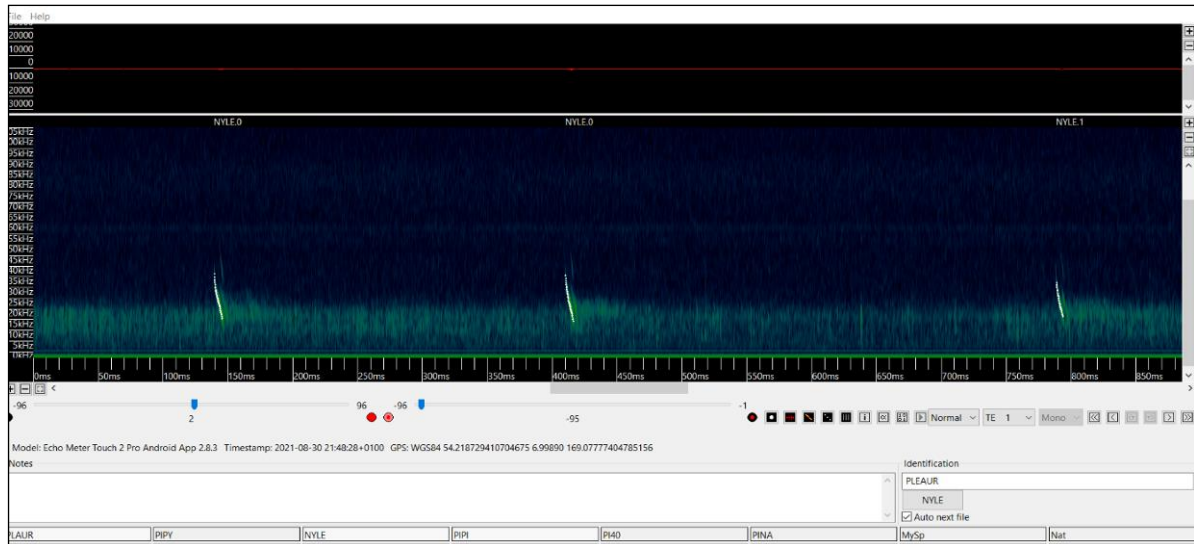 File Help
20000
10000
0
10000
20000
30000
NYLE.0 NYLE.0 NYLE.1
95kHz
90kHz
85kHz
80kHz
75kHz
70kHz
65kHz
60kHz
55kHz
50kHz
45kHz
40kHz
35kHz
30kHz
25kHz
20kHz
15kHz
10kHz
5kHz
0ms 50ms 100ms 150ms 200ms 250ms 300ms 350ms 400ms 450ms 500ms 550ms 600ms 650ms 700ms 750ms 800ms 850ms
-96 96 -96 -1
2 -95
Normal TE 1 Mono
Model: Echo Meter Touch 2 Pro Android App 2.8.3 Timestamp: 2021-08-30 21:48:28+0100 GPS: WGS84 54.218729410704675 6.99890 169.07777404785156
Notes Identification
PLEAUR
NYLE
Auto next file
PLAUR PIPY NYLE PIPI PI40 PINA MySp Nat